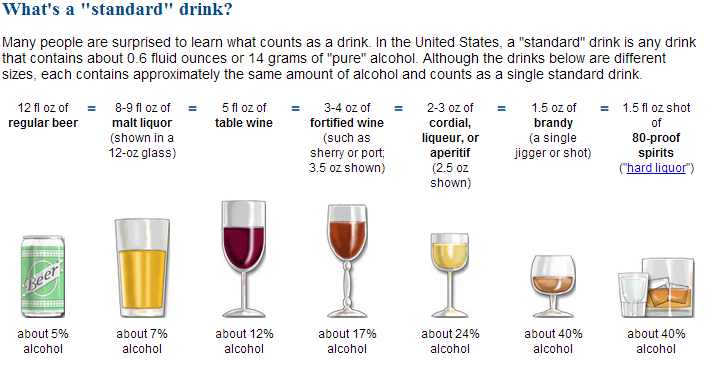 What's a "standard" drink?
Many people are surprised to learn what counts as a drink. In the United States, a "standard" drink is any drink
that contains about 0.6 fluid ounces or 14 grams of "pure" alcohol. Although the drinks below are different
sizes, each contains approximately the same amount of alcohol and counts as a single standard drink.
12 fl oz of
regular beer
=
8-9 fl oz of
malt liquor
(shown in a
12-oz glass)
=
5 fl oz of
table wine
=
3-4 oz of
fortified wine
(such as
sherry or port;
3.5 oz shown)
=
2-3 oz of
cordial,
liqueur, or
aperitif
(2.5 oz
shown)
=
1.5 oz of
brandy
(a single
jigger or shot)
=
1.5 fl oz shot
of
80-proof
spirits
("hard liquor")
Beer
about 5%
alcohol
about 7%
alcohol
about 12%
alcohol
about 17%
alcohol
about 24%
alcohol
about 40%
alcohol
about 40%
alcohol